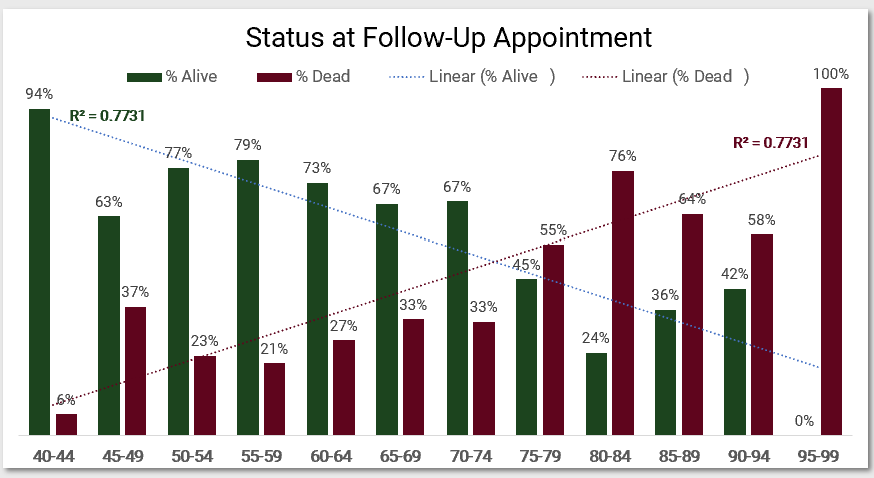 Status at Follow-Up Appointment
% Alive % Dead Linear (% Alive ) Linear (% Dead )
94% 6% 63% 37% 77% 23% 79% 21% 73% 27% 67% 33% 67% 33% 45% 55% 24% 76% 36% 64% 42% 58% 0% 100%
R² = 0.7731 R² = 0.7731
40-44 45-49 50-54 55-59 60-64 65-69 70-74 75-79 80-84 85-89 90-94 95-99